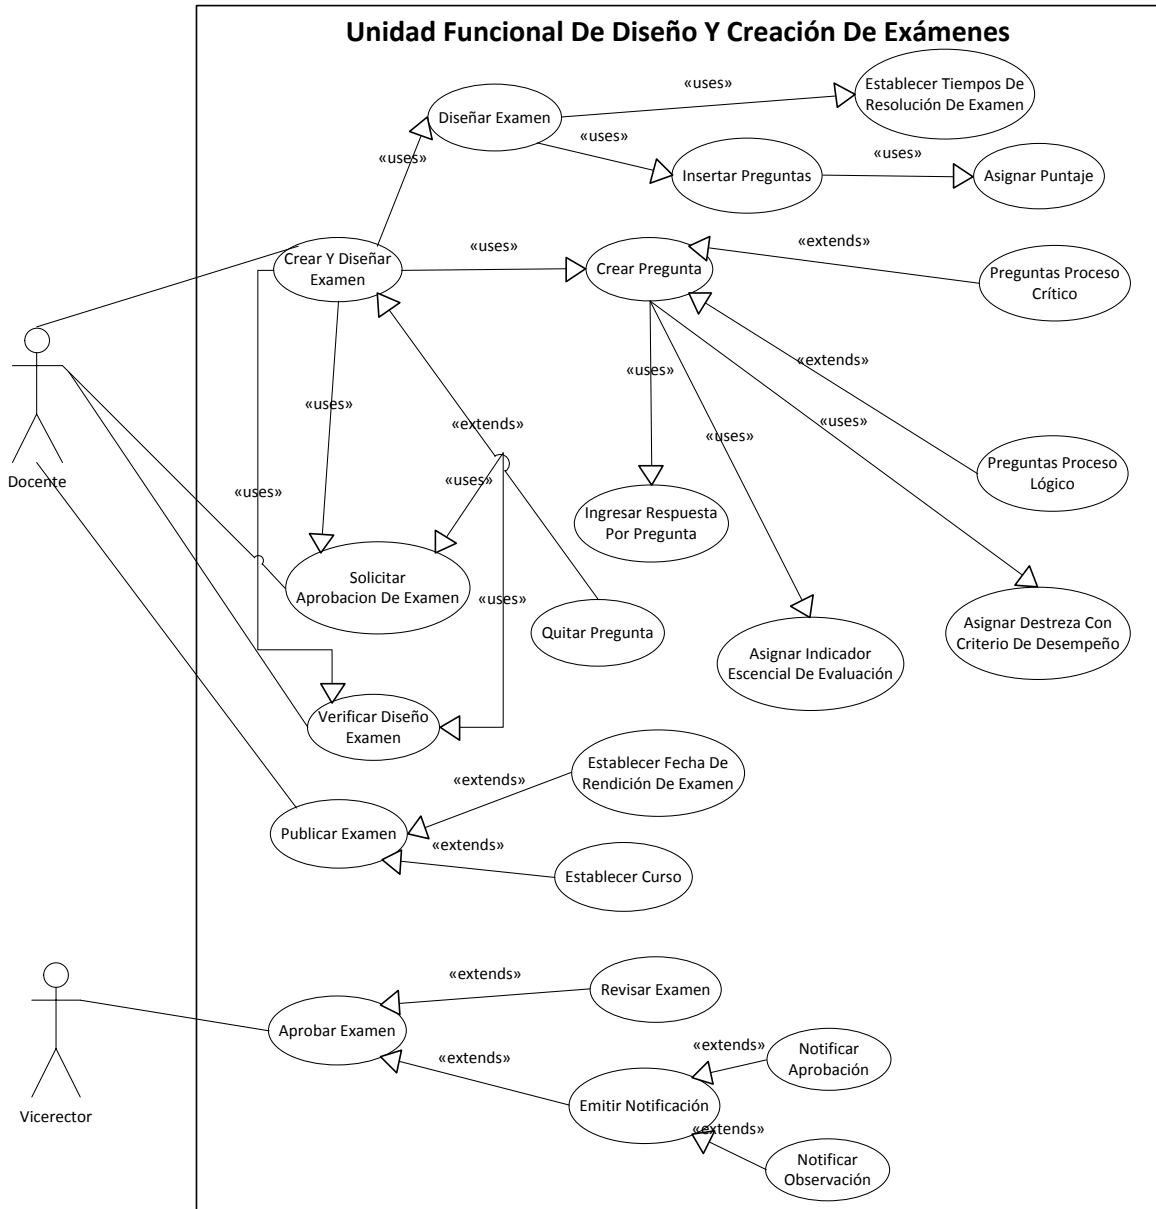 Unidad Funcional De Diseño Y Creación De Exámenes
Diseñar Examen
«uses»
Establecer Tiempos De
Resolución De Examen
«uses»
«uses»
Insertar Preguntas
«uses»
Asignar Puntaje
Crear Y Diseñar
Examen
«uses»
Crear Pregunta
«extends»
Preguntas Proceso
Crítico
«uses»
«extends»
«uses»
«extends»
«uses»
«uses»
Docente
«uses»
«uses»
Preguntas Proceso
Lógico
Ingresar Respuesta
Por Pregunta
Solicitar
Aprobacion De Examen
«uses»
Quitar Pregunta
Asignar Indicador
Escencial De Evaluación
Asignar Destreza Con
Criterio De Desempeño
Verificar Diseño
Examen
«extends»
Establecer Fecha De
Rendición De Examen
Publicar Examen
«extends»
Establecer Curso
«extends»
Revisar Examen
Aprobar Examen
«extends»
«extends»
Notificar
Aprobación
Emitir Notificación
Vicerector
«extends»
Notificar
Observación